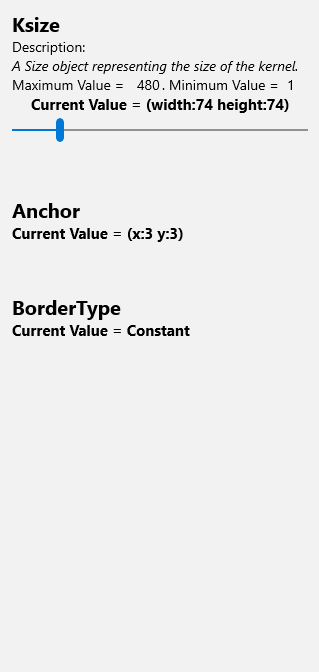 Ksize
Description:
A Size object representing the size of the kernel.
Maximum Value = 480. Minimum Value = 1
Current Value = (width:74 height:74)
Anchor
Current Value = (x:3 y:3)
BorderType
Current Value = Constant